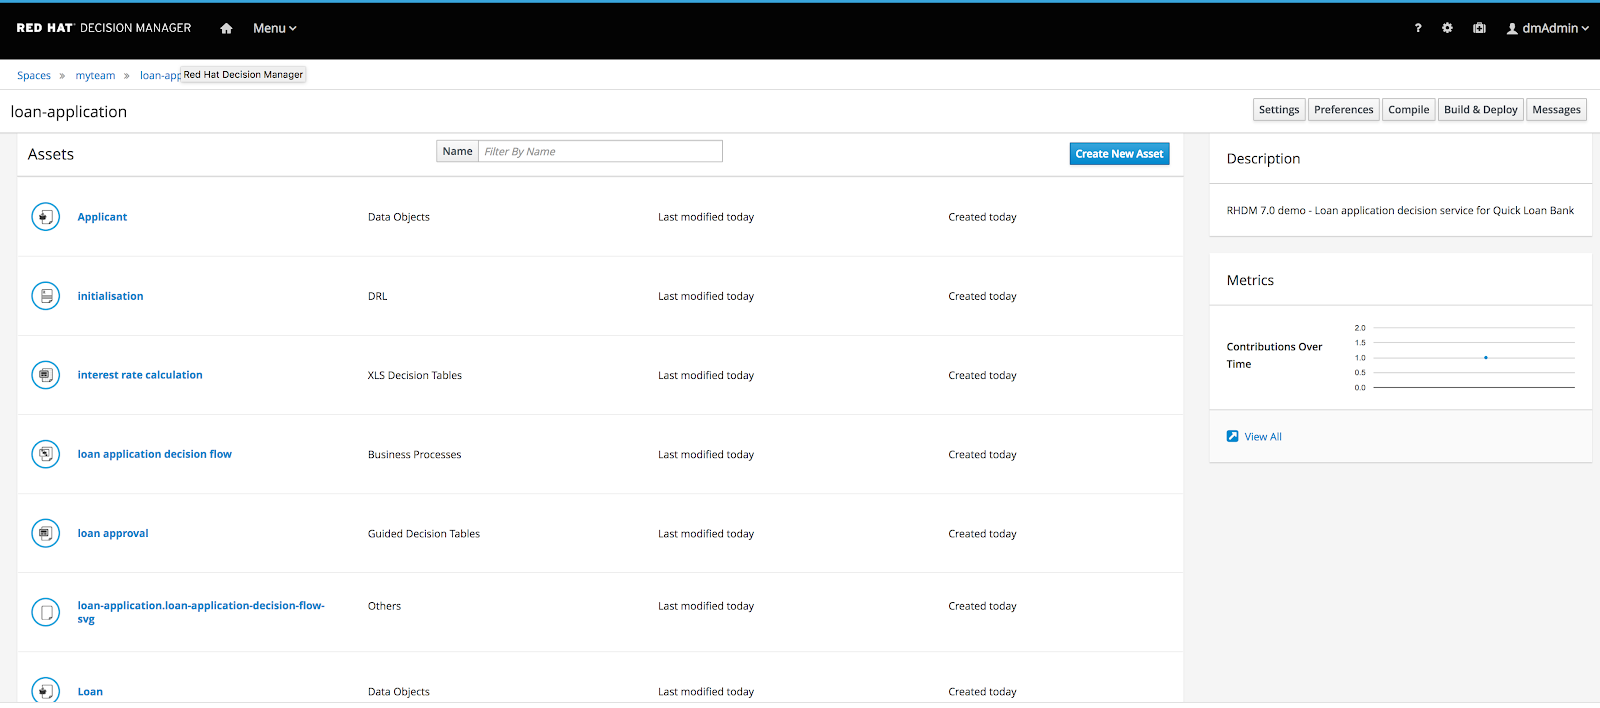 RED HAT DECISION MANAGER Menu ? dmAdmin
Spaces » myteam » loan-app Red Hat Decision Manager
loan-application Settings Preferences Compile Build & Deploy Messages
Assets Name Filter By Name Create New Asset
Applicant Data Objects Last modified today Created today
initialisation DRL Last modified today Created today
interest rate calculation XLS Decision Tables Last modified today Created today
loan application decision flow Business Processes Last modified today Created today
loan approval Guided Decision Tables Last modified today Created today
loan-application.loan-application-decision-flow- Others Last modified today Created today
svg
Loan Data Objects Last modified today Created today
Description
RHDM 7.0 demo - Loan application decision service for Quick Loan Bank
Metrics
Contributions Over
Time
2.0
1.5
1.0
0.5
0.0
View All